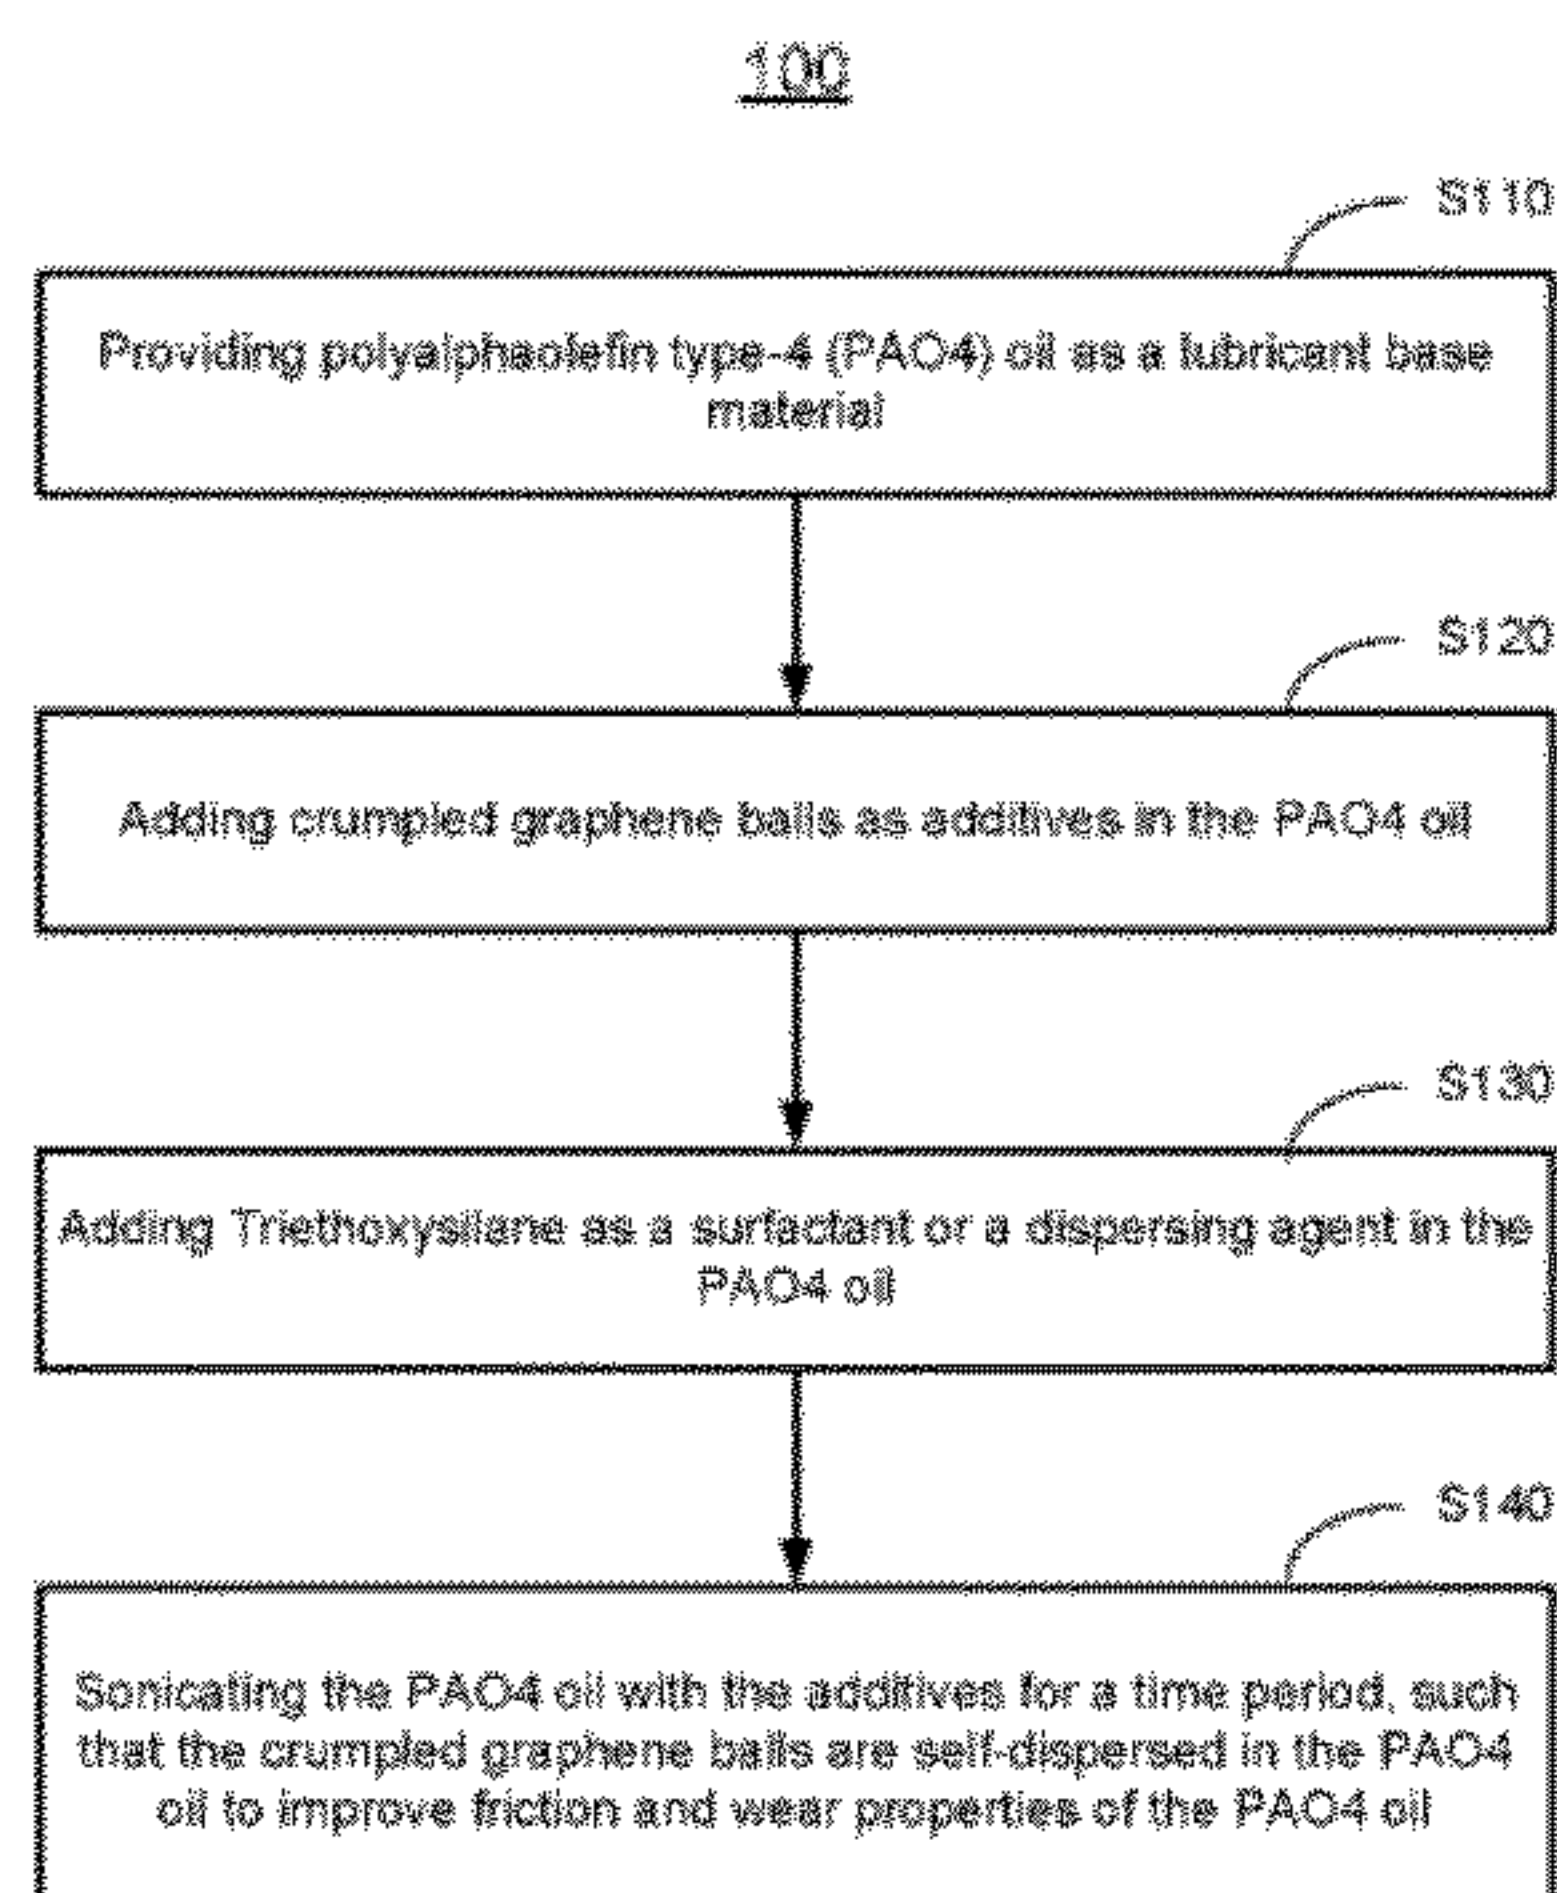 100
S110
Providing polyalphaolefin type-4 (PAO4) oil as a lubricant base
material
S120
Adding crumpled graphene balls as additives in the PAO4 oil
S130
Adding Triethoxysilane as a surfactant or a dispersing agent in the
PAO4 oil
S140
Sonicating the PAO4 oil with the additives for a time period, such
that the crumpled graphene balls are self-dispersed in the PAO4
oil to improve friction and wear properties of the PAO4 oil